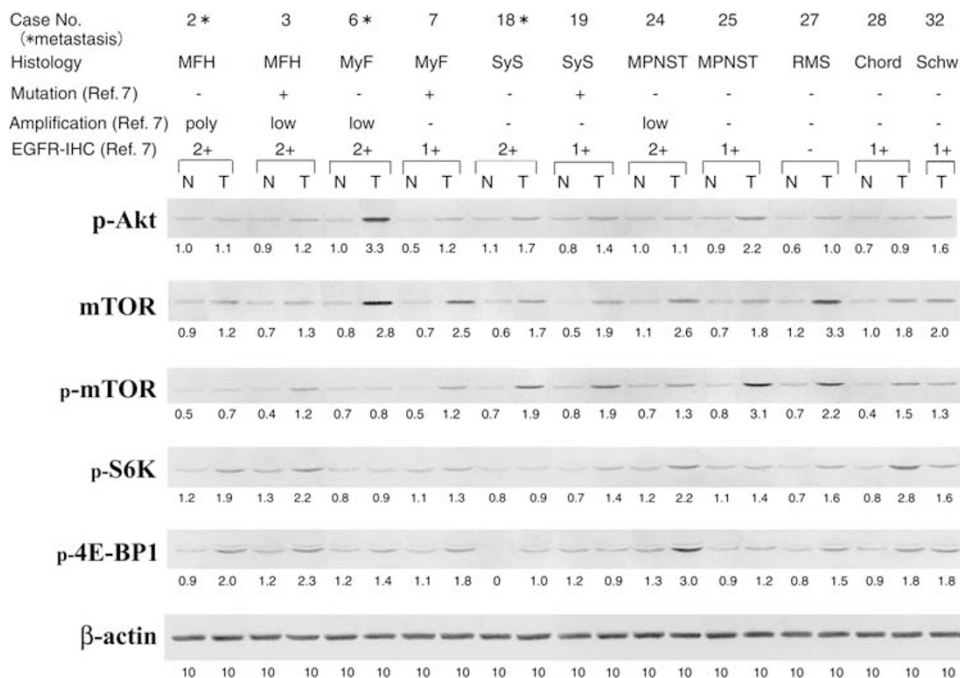 Case No. 2* 3 6* 7 18* 19 24 25 27 28 32
(*metastasis)
Histology MFH MFH MyF MyF SyS SyS MPNST MPNST RMS Chord Schw
Mutation (Ref. 7) - + - + - + - - - - -
Amplification (Ref. 7) poly low low - - - low - - - -
EGFR-IHC (Ref. 7) 2+ 2+ 2+ 1+ 2+ 1+ 2+ 1+ - 1+ 1+
N T N T N T N T N T N T N T N T N T N T T
p-Akt
1.0 1.1 0.9 1.2 1.0 3.3 0.5 1.2 1.1 1.7 0.8 1.4 1.0 1.1 0.9 2.2 0.6 1.0 0.7 0.9 1.6
mTOR
0.9 1.2 0.7 1.3 0.8 2.8 0.7 2.5 0.6 1.7 0.5 1.9 1.1 2.6 0.7 1.8 1.2 3.3 1.0 1.8 2.0
p-mTOR
0.5 0.7 0.4 1.2 0.7 0.8 0.5 1.2 0.7 1.9 0.8 1.9 0.7 1.3 0.8 3.1 0.7 2.2 0.4 1.5 1.3
p-S6K
1.2 1.9 1.3 2.2 0.8 0.9 1.1 1.3 0.8 0.9 0.7 1.4 1.2 2.2 1.1 1.4 0.7 1.6 0.8 2.8 1.6
p-4E-BP1
0.9 2.0 1.2 2.3 1.2 1.4 1.1 1.8 0 1.0 1.2 0.9 1.3 3.0 0.9 1.2 0.8 1.5 0.9 1.8 1.8
β-actin
10 10 10 10 10 10 10 10 10 10 10 10 10 10 10 10 10 10 10 10 10